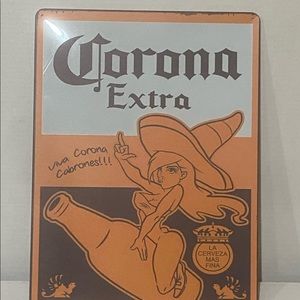 Corona
Extra
Viva Corona
Cabrones!!!
LA
CERVEZA
MAS
FINA